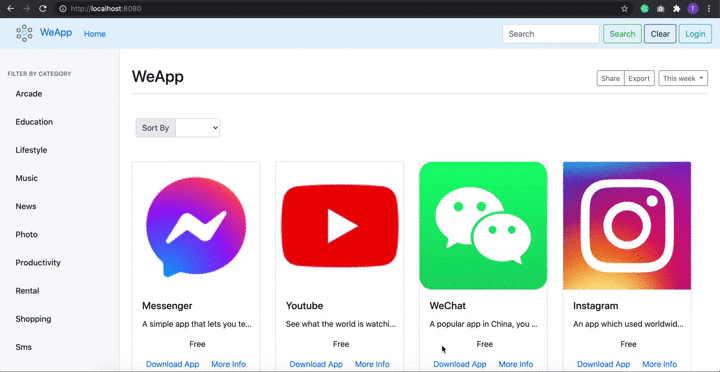 http://localhost:8080
T
WeApp
Home
Search
Search
Clear
Login
FILTER BY CATEGORY
Arcade
Education
Lifestyle
Music
News
Photo
Productivity
Rental
Shopping
Sms
WeApp
Share
Export
This week
Sort By
Messenger
A simple app that lets you te...
Free
Download App
More Info
Youtube
See what the world is watchi...
Free
Download App
More Info
WeChat
A popular app in China, you ...
Free
Download App
More Info
Instagram
An app which used worldwid...
Free
Download App
More Info